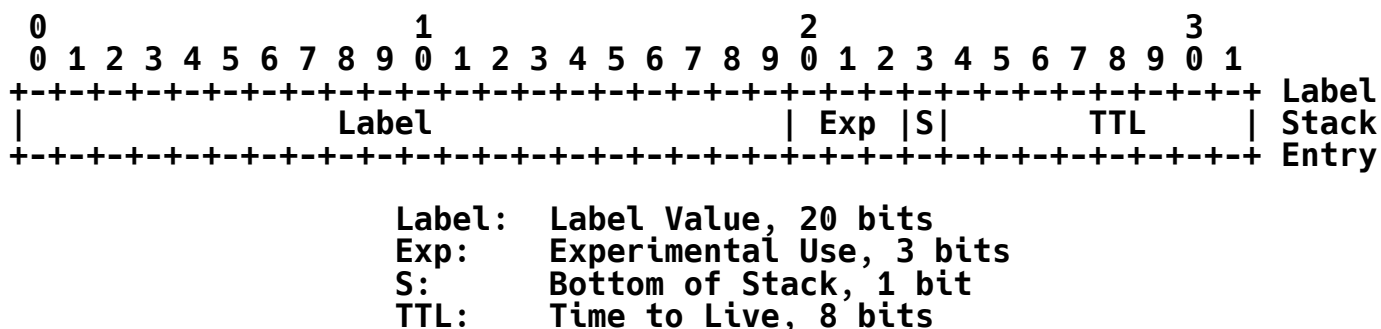 0                   1                   2                   3
 0 1 2 3 4 5 6 7 8 9 0 1 2 3 4 5 6 7 8 9 0 1 2 3 4 5 6 7 8 9 0 1
+-+-+-+-+-+-+-+-+-+-+-+-+-+-+-+-+-+-+-+-+-+-+-+-+-+-+-+-+-+-+-+-+ Label
|                Label                  | Exp |S|       TTL     | Stack
+-+-+-+-+-+-+-+-+-+-+-+-+-+-+-+-+-+-+-+-+-+-+-+-+-+-+-+-+-+-+-+-+ Entry
                    Label:  Label Value, 20 bits
                    Exp:    Experimental Use, 3 bits
                    S:      Bottom of Stack, 1 bit
                    TTL:    Time to Live, 8 bits